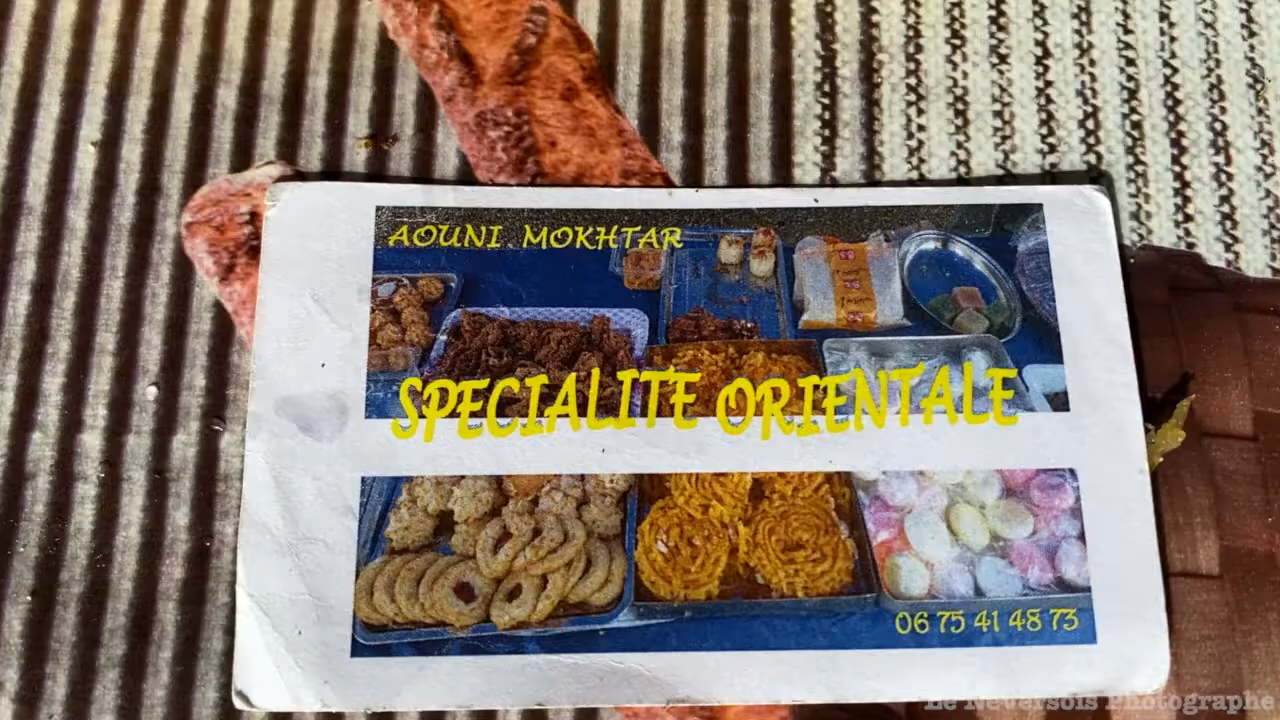 AOUNI. MOKHTAR
SPECIALITE ORIENTALE
06 75 41 48 73
Le Neversois Photographe